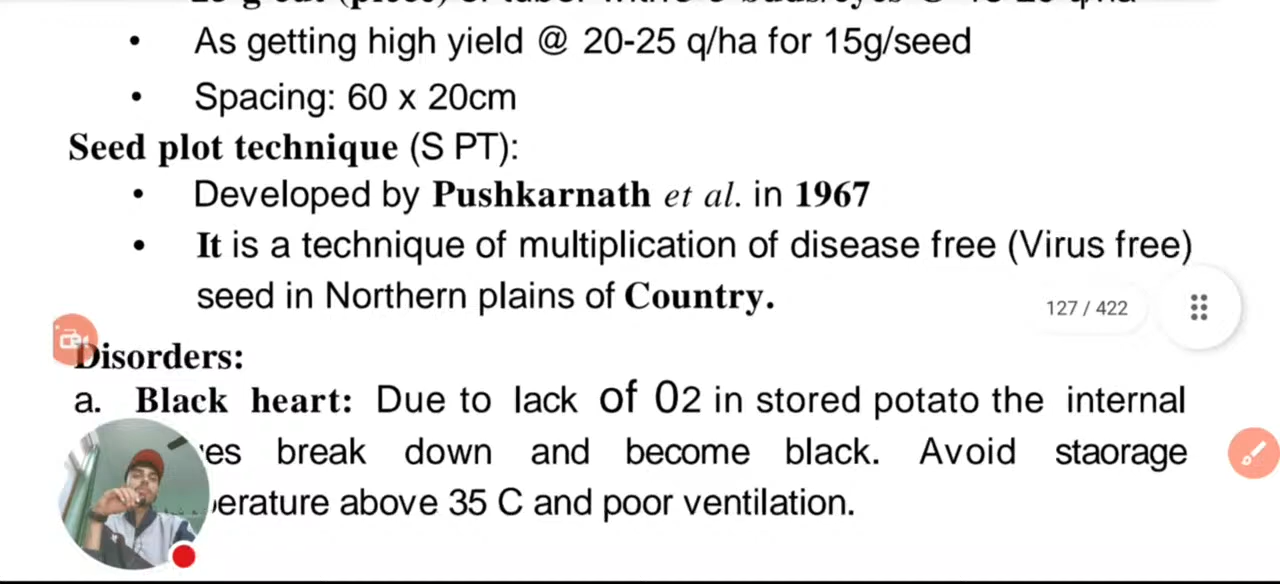 • As getting high yield @ 20-25 q/ha for 15g/seed
• Spacing: 60 x 20cm
Seed plot technique (S PT):
• Developed by Pushkarnath et al. in 1967
• It is a technique of multiplication of disease free (Virus free)
seed in Northern plains of Country.
127 / 422
Disorders:
a. Black heart: Due to lack of 02 in stored potato the internal
break down and become black. Avoid staorage
above 35 C and poor ventilation.